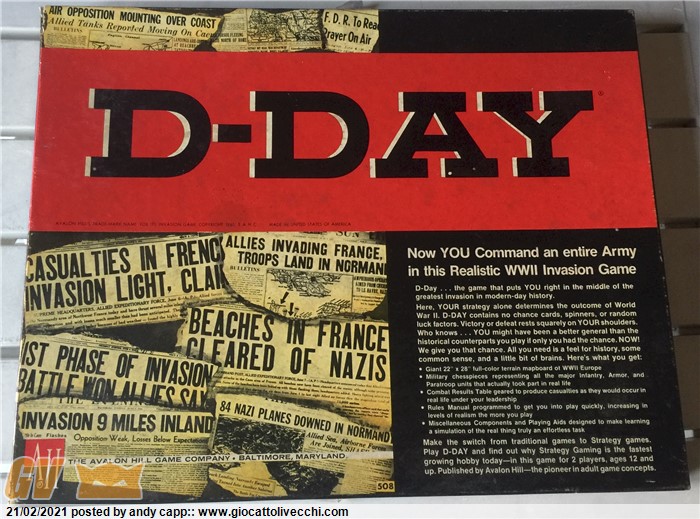 AIR OPPOSITION MOUNTING OVER COAST
Allied Tanks Reported Moving On Caen
BULLETINS
F. D. R. To Read
Prayer On Air
D-DAY
MADE IN UNITED STATES OF AMERICA
CASUALTIES IN FRENCH
INVASION LIGHT, CLAI
ALLIES INVADING FRANCE,
TROOPS LAND IN NORMAN
BULLETINS
BEACHES IN FRANCE
CLEARED OF NAZIS
IST PHASE OF INVASION
BATTLE WON, ALLIES SA
INVASION 9 MILES INLAND
Opposition Weak, Losses Below Expectat
84 NAZI PLANES DOWNED IN NORMANDY
THE AVALON HILL GAME COMPANY • BALTIMORE, MARYLAND
508
Now YOU Command an entire Army
in this Realistic WWII Invasion Game
D-Day . . . the game that puts YOU right in the middle of the
greatest invasion in modern-day history.
Here, YOUR strategy alone determines the outcome of World
War II. D-DAY contains no chance cards, spinners, or random
luck factors. Victory or defeat rests squarely on YOUR shoulders.
Who knows . . . YOU might have been a better general than the
historical counterparts you play it only you had the chance. NOW!
We give you that chance. All you need is a feel for history, some
common sense, and a little bit of brains. Here's what you get:
• Giant 22" x 28" full-color terrain mapboard of WWII Europe
• Military chesspieces representing all the major Infantry, Armor, and
Paratroop units that actually took part in real life
• Combat Results Table geared to produce casualties as they would occur in
real life under your leadership
• Rules Manual programmed to get you into play quickly, increasing in
levels of realism the more you play
• Miscellaneous Components and Playing Aids designed to make learning
a simulation of the real thing truly an effortless task
Make the switch from traditional games to Strategy games.
Play D-DAY and find out why Strategy Gaming is the fastest
growing hobby today—in this game for 2 players, ages 12 and
up. Published by Avalon Hill—the pioneer in adult game concepts.
GV
21/02/2021 posted by andy capp:: www.giocattolivecchi.com